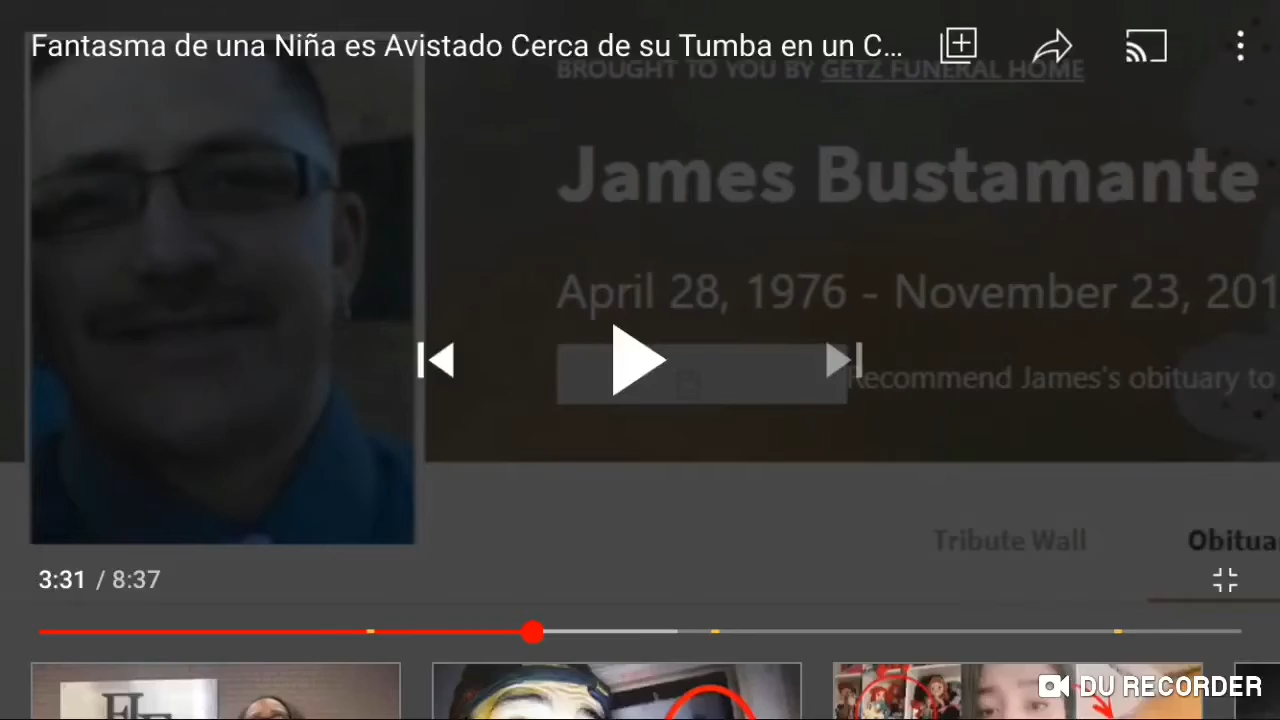 Fantasma de una Niña es Avistado Cerca de su Tumba en un C...
BROUGHT TO YOU BY GETZ FUNERAL HOME
James Bustamante
April 28, 1976 - November 23, 201
Recommend James's obituary to
Tribute Wall
Obitua
3:31 / 8:37
DU RECORDER